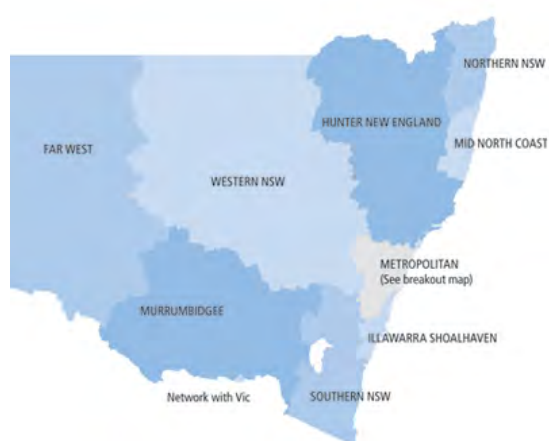 NORTHERN NSW
HUNTER NEW ENGLAND
MID NORTH COAST
FAR WEST
WESTERN NSW
METROPOLITAN
(See breakout map)
MURRUMBIDGEE
ILLAWARRA SHOALHAVEN
Network with Vic
SOUTHERN NSW